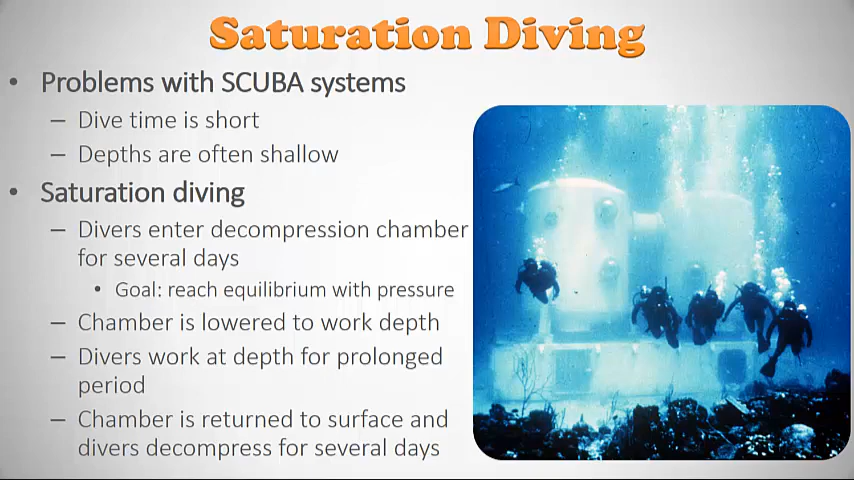 Saturation Diving
• Problems with SCUBA systems
– Dive time is short
– Depths are often shallow
• Saturation diving
– Divers enter decompression chamber
for several days
• Goal: reach equilibrium with pressure
– Chamber is lowered to work depth
– Divers work at depth for prolonged
period
– Chamber is returned to surface and
divers decompress for several days